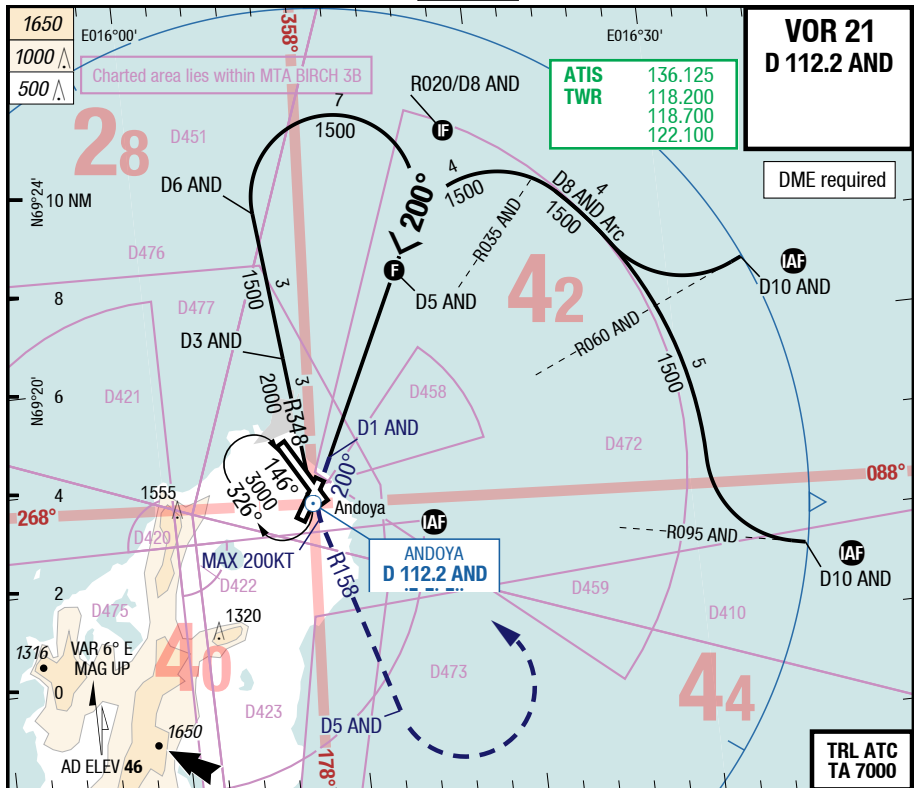 1650
1000
500
E016°00'
358°
E016°30'
VOR 21
D 112.2 AND
Charted area lies within MTA BIRCH 3B
ATIS 136.125
TWR 118.200
118.700
122.100
R020/D8 AND
IF
DME required
28
D451
7
1500
4
1500
D8 AND Arc
4
1500
N69°24'
10 NM
D6 AND
< 200°
R035 AND
D476
F
D5 AND
42
IAF
D10 AND
8
3
1500
D477
R060 AND
D3 AND
5
1500
N69°20'
6
D421
3
2000
R348
D458
D1 AND
D472
146°
3000
326°
200°
088°
4
1555
268°
Andoya
IAF
D420
R095 AND
IAF
D10 AND
MAX 200KT
ANDOYA
D 112.2 AND
R158
D422
2
D475
D459
D410
1320
1316
VAR 6° E
MAG UP
40
D473
44
0
D423
D5 AND
1650
178°
AD ELEV 46
TRL ATC
TA 7000